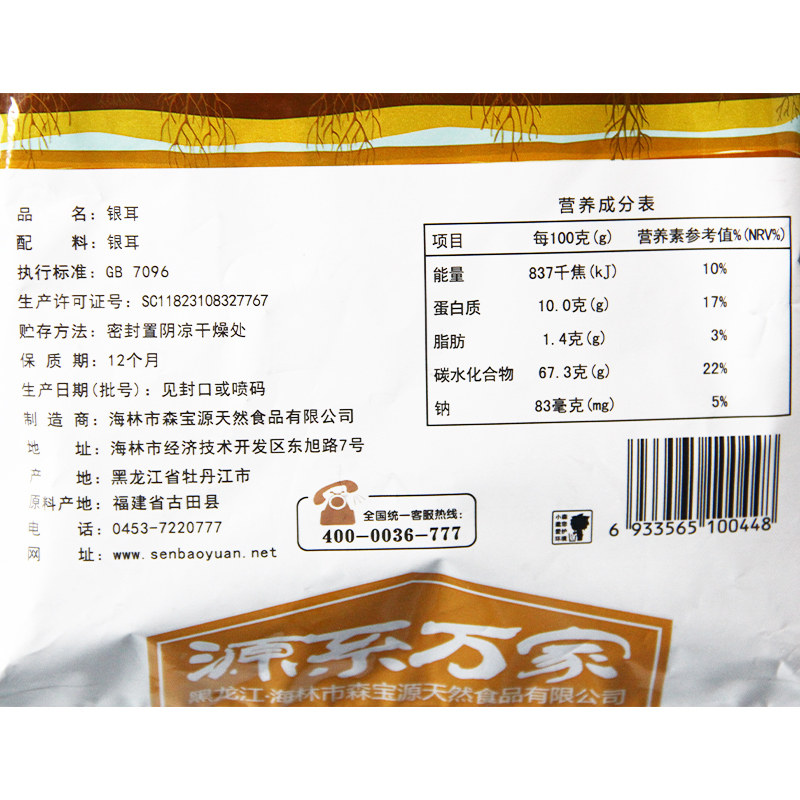 品 名：银耳
配 料：银耳
执行标准：GB 7096
生产许可证号：SC11823108327767
贮存方法：密封置阴凉干燥处
保 质 期：12个月
生产日期(批号)：见封口或喷码
制 造 商：海林市森宝源天然食品有限公司
地 址：海林市经济技术开发区东旭路7号
产 地：黑龙江省牡丹江市
原料产地：福建省古田县
电 话：0453-7220777
网 址：www.senbaoyuan.net
营养成分表
项目 每100克(g) 营养素参考值%(NRV%)
能量 837千焦(kJ) 10%
蛋白质 10.0克(g) 17%
脂肪 1.4克(g) 3%
碳水化合物 67.3克(g) 22%
钠 83毫克(mg) 5%
全国统一客服热线：
400-0036-777
6 933565 100448
源系万家
黑龙江·海林市森宝源天然食品有限公司